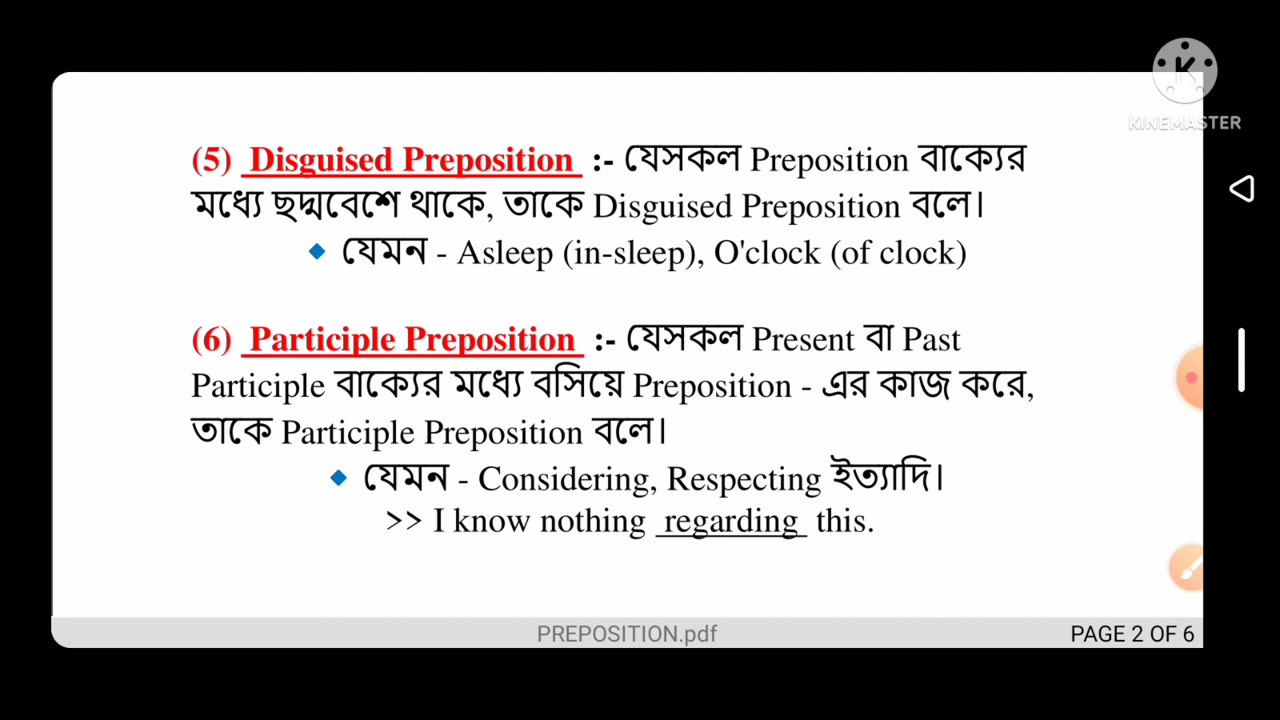 KINEMASTER
(5) Disguised Preposition :- যেসকল Preposition বাক্যের
মধ্যে ছদ্মবেশে থাকে, তাকে Disguised Preposition বলে।
যেমন - Asleep (in-sleep), O'clock (of clock)
(6) Participle Preposition :- যেসকল Present বা Past
Participle বাক্যের মধ্যে বসিয়ে Preposition - এর কাজ করে,
তাকে Participle Preposition বলে।
যেমন - Considering, Respecting ইত্যাদি।
>> I know nothing regarding this.
PREPOSITION.pdf PAGE 2 OF 6